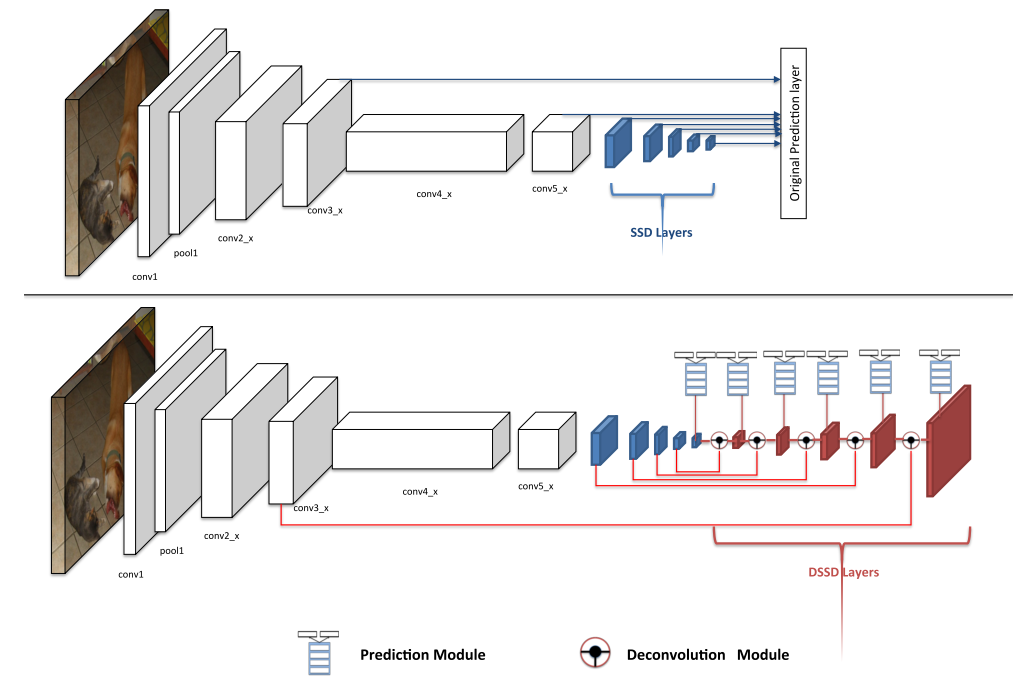 Original Prediction layer
conv4_x
conv5_x
conv3_x
SSD Layers
conv2_x
pool1
conv1
conv4_x
conv5_x
conv3_x
conv2_x
pool1
conv1
DSSD Layers
Prediction Module
Deconvolution Module